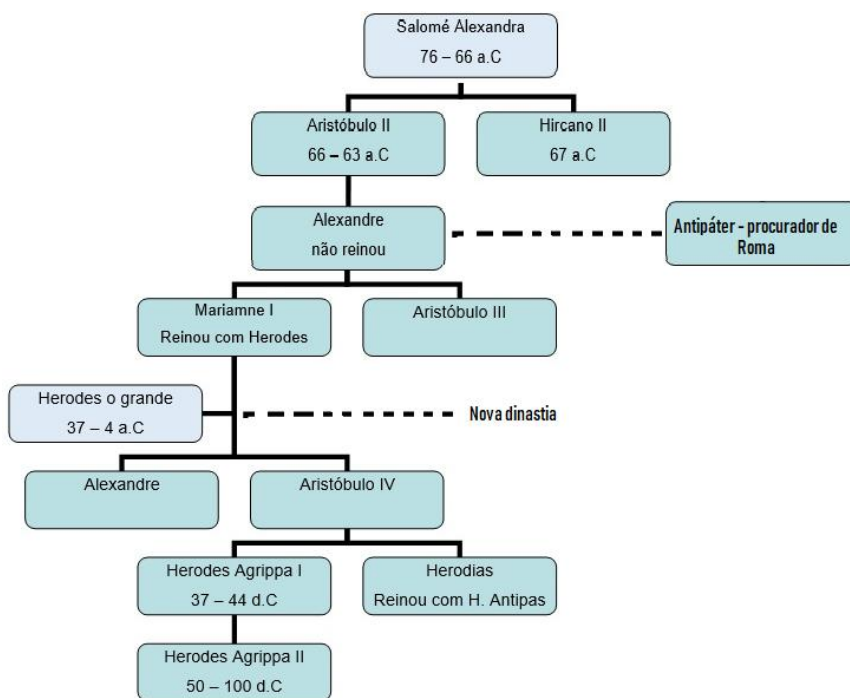 Salomé Alexandra
76 – 66 a.C
Aristóbulo II
66 – 63 a.C
Hircano II
67 a.C
Alexandre
não reinou
Antipáter - procurador de
Roma
Mariamne I
Reinou com Herodes
Aristóbulo III
Herodes o grande
37 – 4 a.C
Nova dinastia
Alexandre
Aristóbulo IV
Herodes Agrippa I
37 – 44 d.C
Herodias
Reinou com H. Antipas
Herodes Agrippa II
50 – 100 d.C